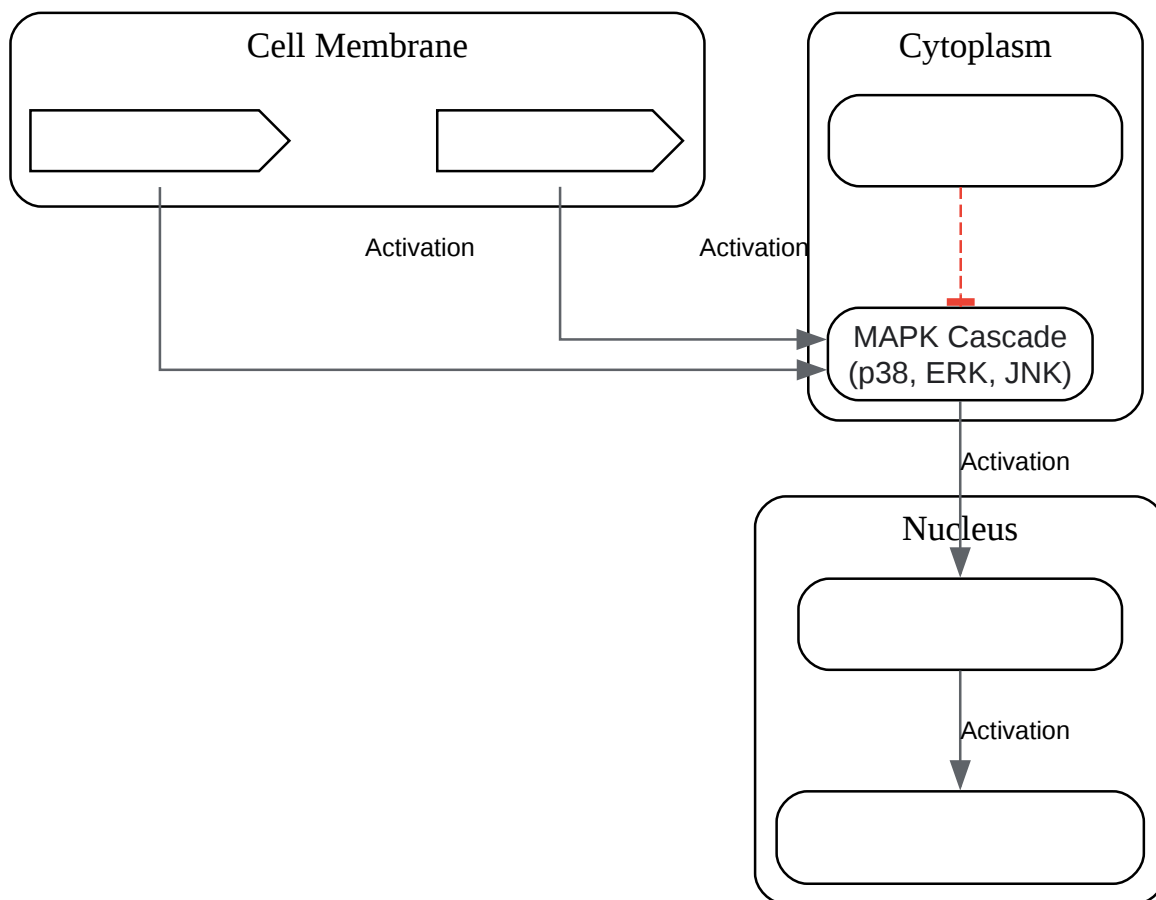 Cell Membrane
Cytoplasm
Activation
Activation
MAPK Cascade
(p38, ERK, JNK)
Activation
Nucleus
Activation